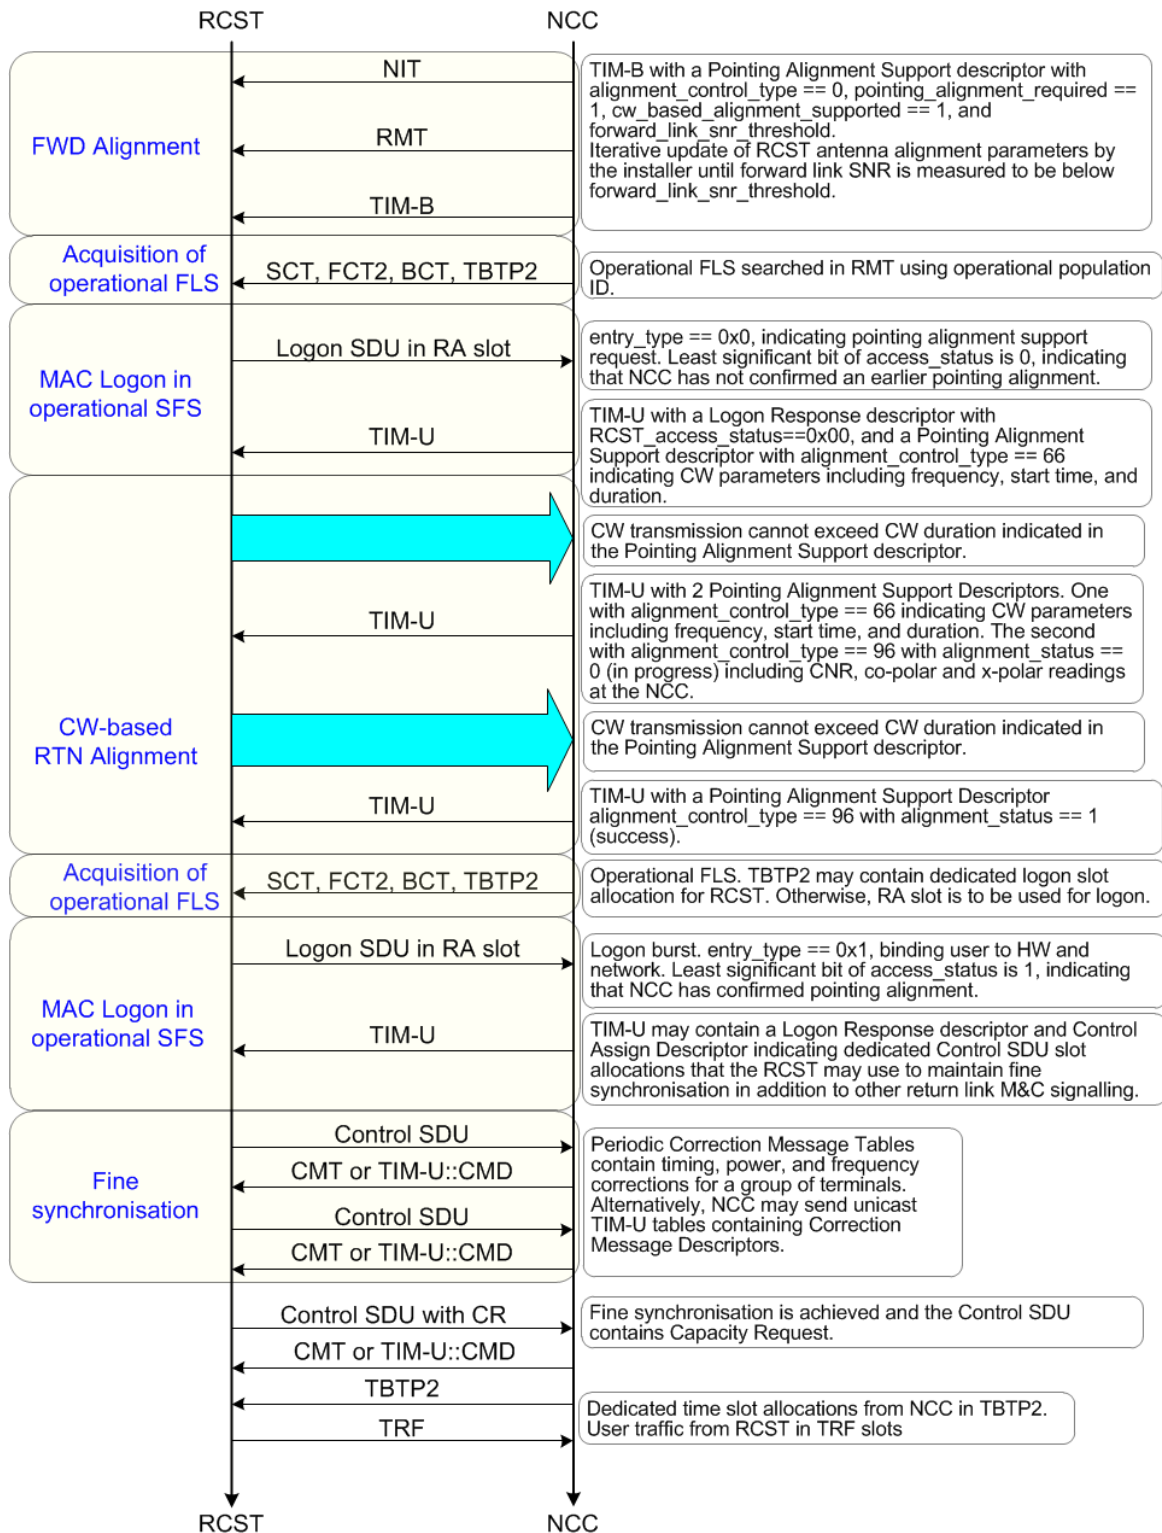 RCST
NCC
FWD Alignment
NIT
RMT
TIM-B
TIM-B with a Pointing Alignment Support descriptor with
alignment_control_type == 0, pointing_alignment_required ==
1, cw_based_alignment_supported == 1, and
forward_link_snr_threshold.
Iterative update of RCST antenna alignment parameters by
the installer until forward link SNR is measured to be below
forward_link_snr_threshold.
Acquisition of
operational FLS
SCT, FCT2, BCT, TBTP2
Operational FLS searched in RMT using operational population
ID.
MAC Logon in
operational SFS
Logon SDU in RA slot
entry_type == 0x0, indicating pointing alignment support
request. Least significant bit of access_status is 0, indicating
that NCC has not confirmed an earlier pointing alignment.
TIM-U
TIM-U with a Logon Response descriptor with
RCST_access_status==0x00, and a Pointing Alignment
Support descriptor with alignment_control_type == 66
indicating CW parameters including frequency, start time, and
duration.
CW-based
RTN Alignment
CW transmission cannot exceed CW duration indicated in
the Pointing Alignment Support descriptor.
TIM-U
TIM-U with 2 Pointing Alignment Support Descriptors. One
with alignment_control_type == 66 indicating CW parameters
including frequency, start time, and duration. The second
with alignment_control_type == 96 with alignment_status ==
0 (in progress) including CNR, co-polar and x-polar readings
at the NCC.
CW transmission cannot exceed CW duration indicated in
the Pointing Alignment Support descriptor.
TIM-U
TIM-U with a Pointing Alignment Support Descriptor
alignment_control_type == 96 with alignment_status == 1
(success).
Acquisition of
operational FLS
SCT, FCT2, BCT, TBTP2
Operational FLS. TBTP2 may contain dedicated logon slot
allocation for RCST. Otherwise, RA slot is to be used for logon.
MAC Logon in
operational SFS
Logon SDU in RA slot
Logon burst. entry_type == 0x1, binding user to HW and
network. Least significant bit of access_status is 1, indicating
that NCC has confirmed pointing alignment.
TIM-U
TIM-U may contain a Logon Response descriptor and Control
Assign Descriptor indicating dedicated Control SDU slot
allocations that the RCST may use to maintain fine
synchronisation in addition to other return link M&C signalling.
Fine
synchronisation
Control SDU
CMT or TIM-U::CMD
Control SDU
CMT or TIM-U::CMD
Periodic Correction Message Tables
contain timing, power, and frequency
corrections for a group of terminals.
Alternatively, NCC may send unicast
TIM-U tables containing Correction
Message Descriptors.
Control SDU with CR
Fine synchronisation is achieved and the Control SDU
contains Capacity Request.
CMT or TIM-U::CMD
TBTP2
TRF
Dedicated time slot allocations from NCC in TBTP2.
User traffic from RCST in TRF slots
RCST
NCC